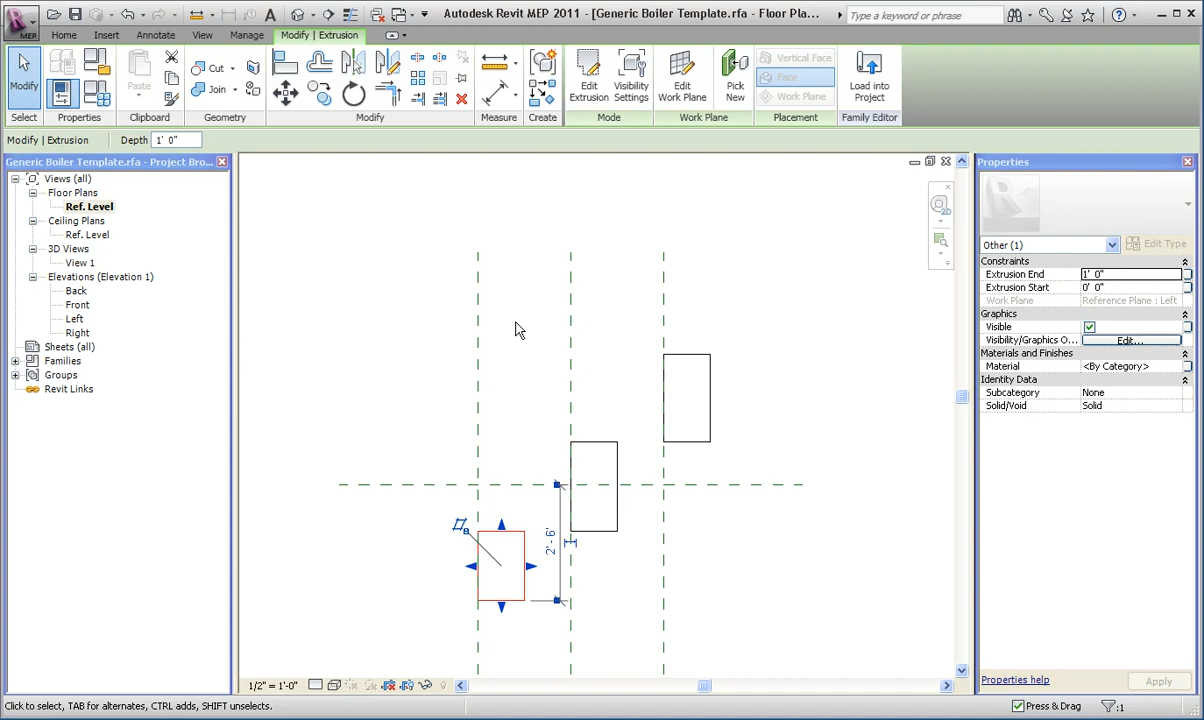 Autodesk Revit MEP 2011 - [Generic Boiler Template.rfa - Floor Pla...
Type a keyword or phrase
MEP
Home Insert Annotate View Manage Modify | Extrusion
Modify
Paste
Cut
Join
Edit Extrusion
Visibility Settings
Edit Work Plane
Pick New
Vertical Face
Face
Work Plane
Load into Project
Select Properties Clipboard Geometry Modify Measure Create Mode Work Plane Placement Family Editor
Modify | Extrusion Depth 1' 0"
Generic Boiler Template.rfa - Project Bro...
Views (all)
Floor Plans
Ref. Level
Ceiling Plans
Ref. Level
3D Views
View 1
Elevations (Elevation 1)
Back
Front
Left
Right
Sheets (all)
Families
Groups
Revit Links
2D
2' - 6"
Properties
Other (1) Edit Type
Constraints
Extrusion End 1' 0"
Extrusion Start 0' 0"
Work Plane Reference Plane : Left
Graphics
Visible
Visibility/Graphics O... Edit...
Materials and Finishes
Material <By Category>
Identity Data
Subcategory None
Solid/Void Solid
Properties help Apply
1/2" = 1'-0"
Click to select, TAB for alternates, CTRL adds, SHIFT unselects. Press & Drag :1